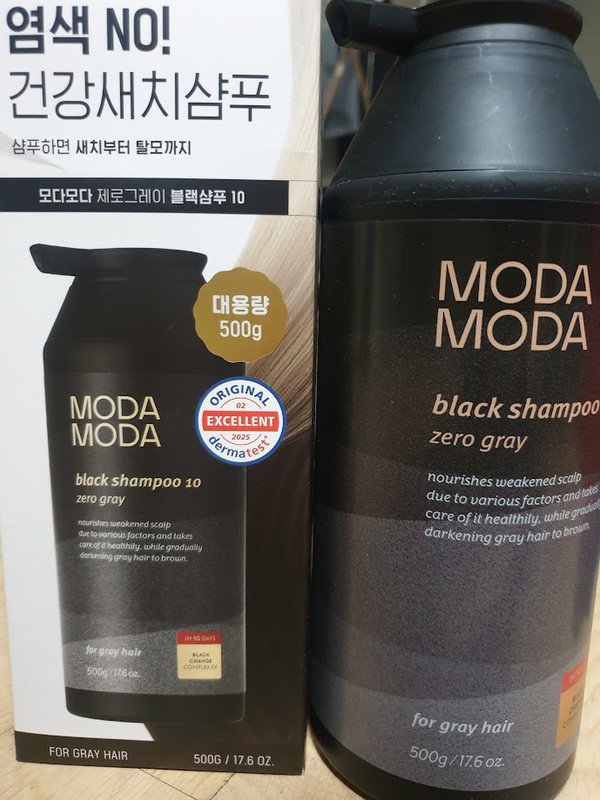 염색 NO!
건강새치샴푸
샴푸하면 새치부터 탈모까지
모다모다 제로그레이 블랙샴푸 10
대용량
500g
ORIGINAL
02
EXCELLENT
2025
dermatest®
MODA
MODA
black shampoo 10
zero gray
nourishes weakened scalp
due to various factors and takes
care of it healthily, while gradually
darkening gray hair to brown.
IN 50 DAYS
BLACK
CHANGE
COMPLEX EX
for gray hair
500g/17.6 oz.
FOR GRAY HAIR
500G / 17.6 OZ.
MODA
MODA
black shampoo
zero gray
nourishes weakened scalp
due to various factors and takes
care of it healthily, while gradually
darkening gray hair to brown.
for gray hair
500g/17.6 oz.